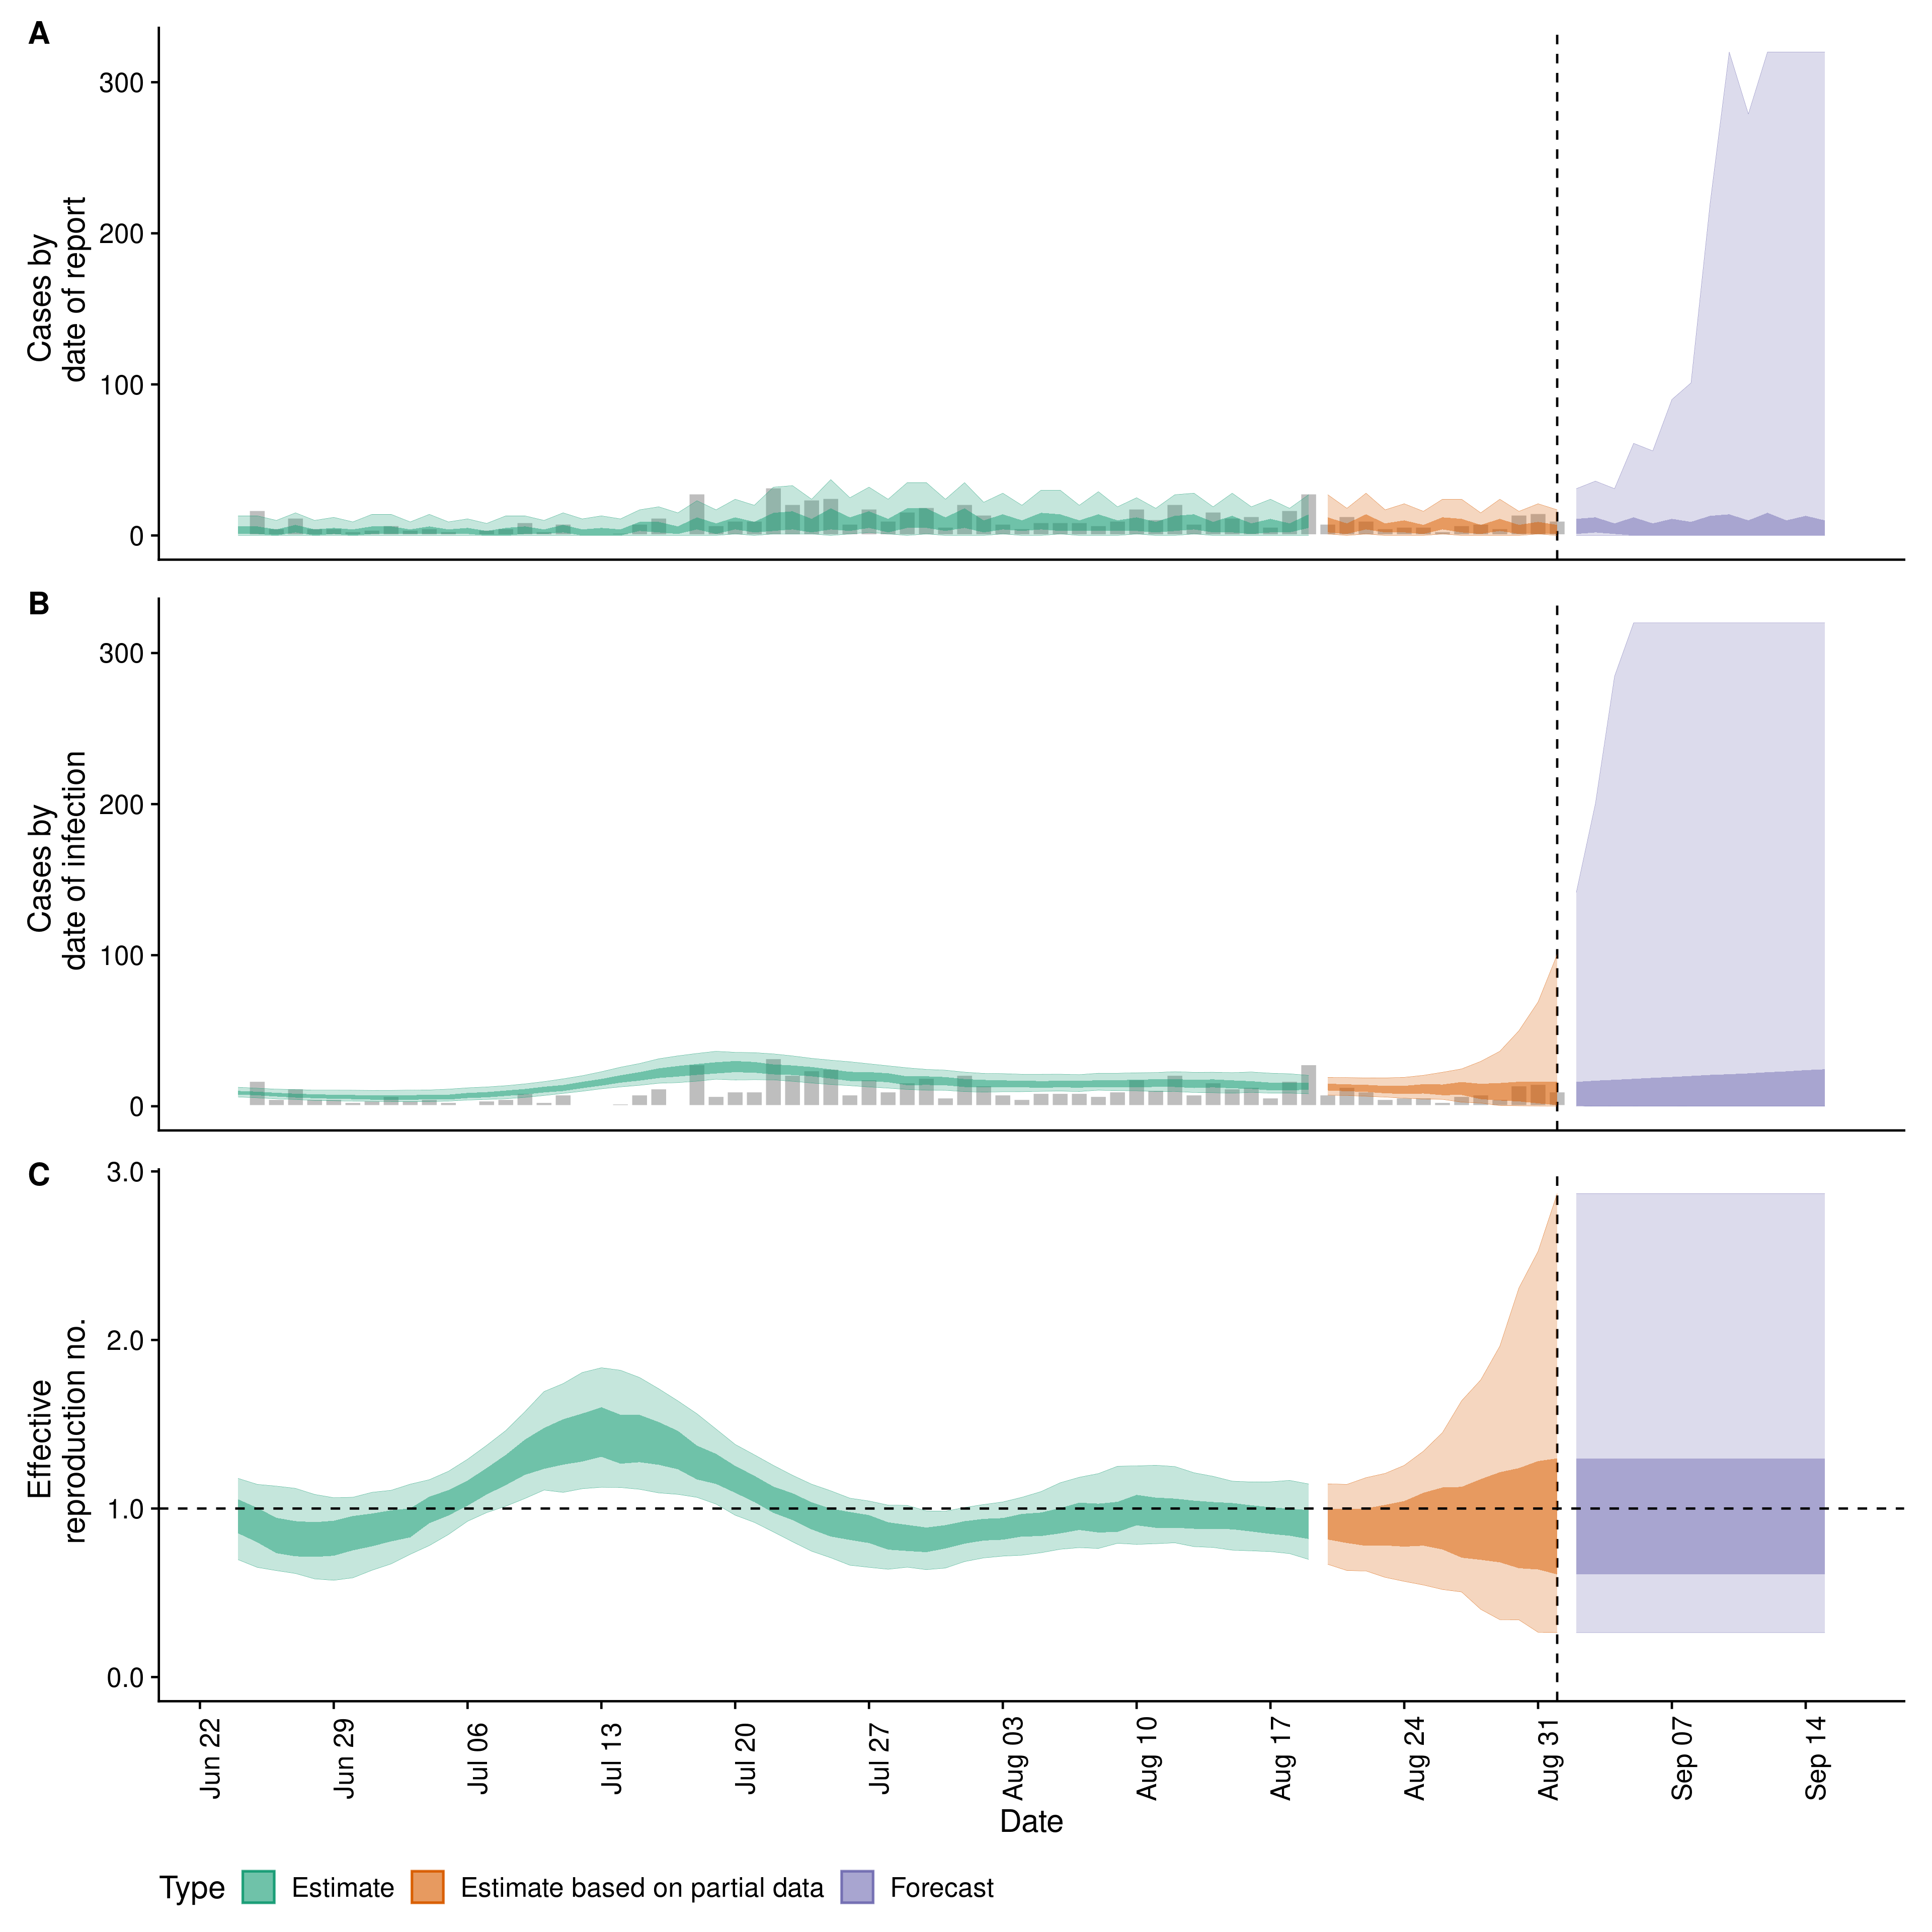 A
300
200
100
0
Cases by
date of report
B
300
200
100
0
Cases by
date of infection
C
3.0
2.0
1.0
0.0
Effective
reproduction no.
Jun 22
Jun 29
Jul 06
Jul 13
Jul 20
Jul 27
Aug 03
Aug 10
Aug 17
Aug 24
Aug 31
Sep 07
Sep 14
Date
Type Estimate Estimate based on partial data Forecast